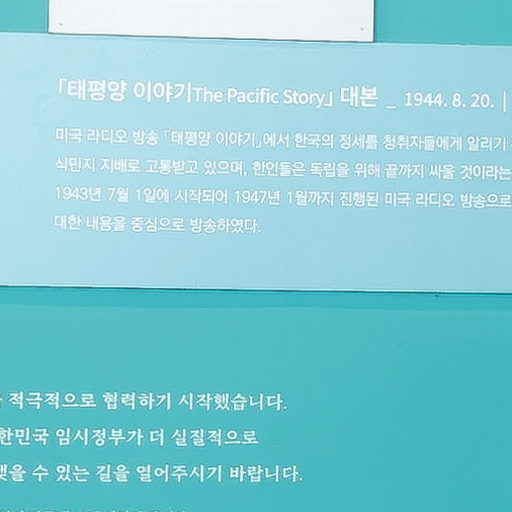 「태평양 이야기The Pacific Story」 대본 _ 1944. 8. 20. |
미국 라디오 방송 「태평양 이야기」에서 한국의 정세를 청취자들에게 알리기
식민지 지배로 고통받고 있으며, 한인들은 독립을 위해 끝까지 싸울 것이라는
1943년 7월 1일에 시작되어 1947년 1월까지 진행된 미국 라디오 방송으로
대한 내용을 중심으로 방송하였다.
적극적으로 협력하기 시작했습니다.
한민국 임시정부가 더 실질적으로
맺을 수 있는 길을 열어주시기 바랍니다.